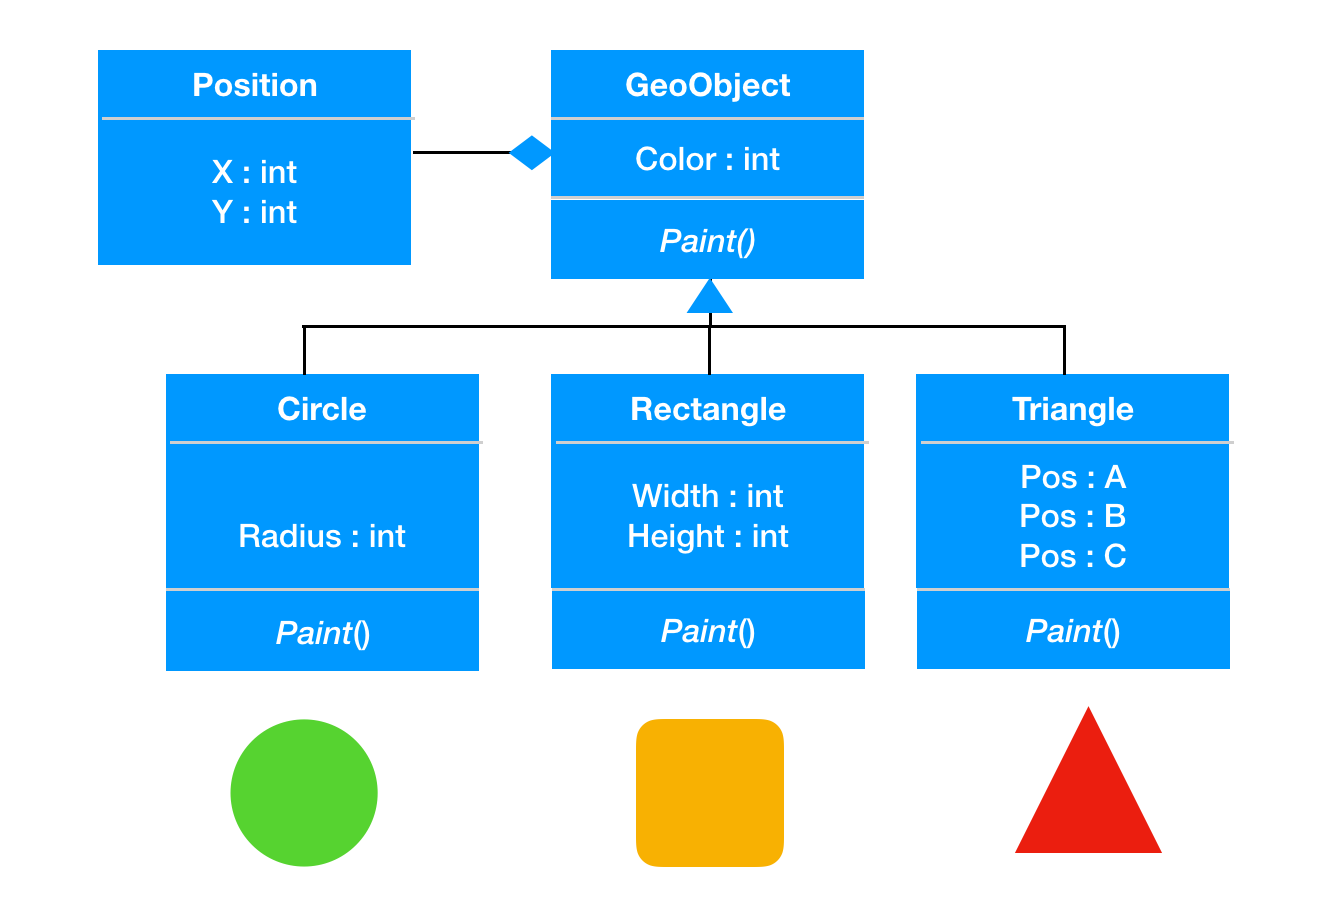 Position
X : int
Y : int
GeoObject
Color : int
Paint()
Circle
Radius : int
Paint()
Rectangle
Width : int
Height : int
Paint()
Triangle
Pos : A
Pos : B
Pos : C
Paint()